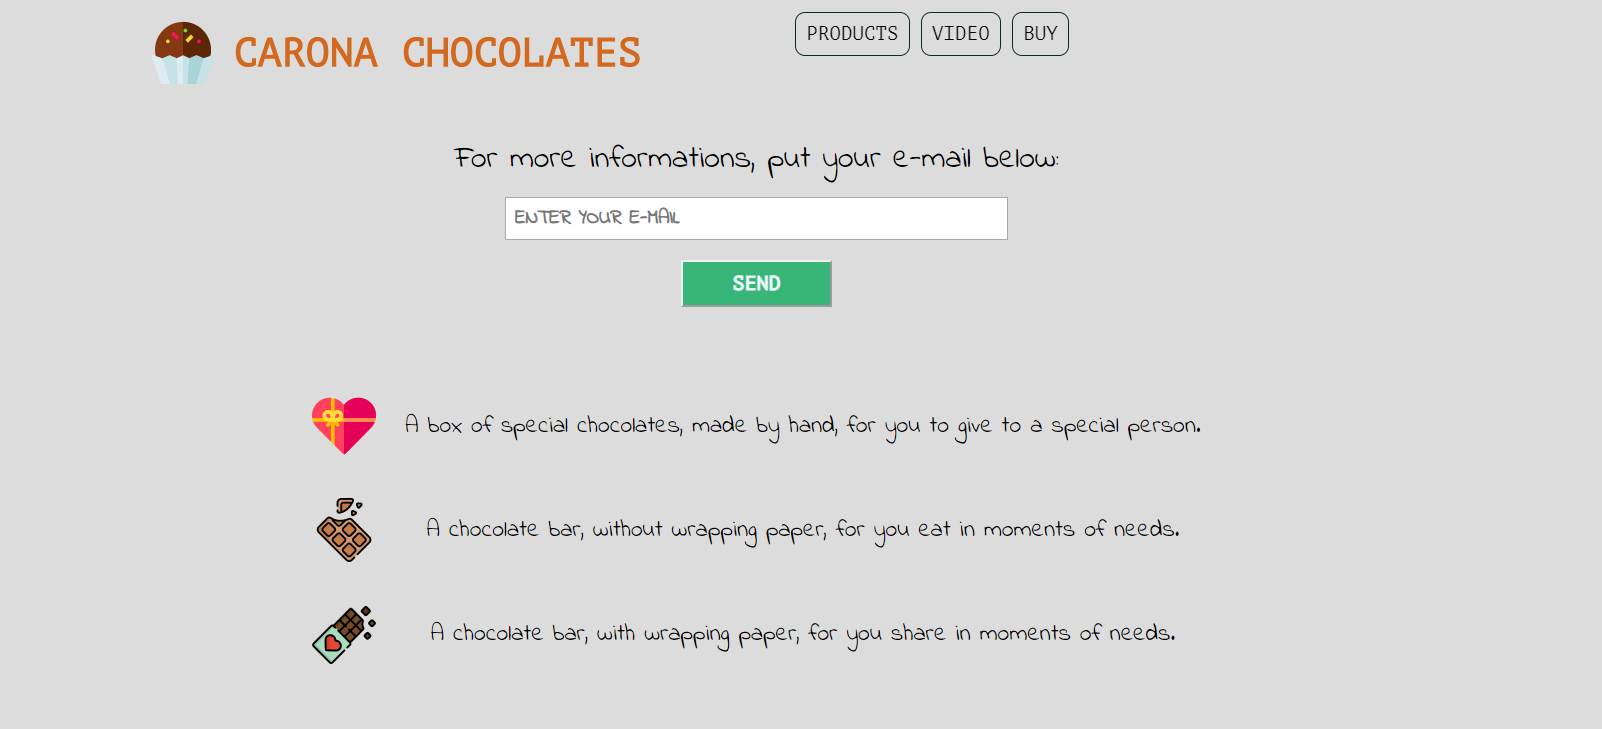 CARONA CHOCOLATES
PRODUCTS
VIDEO
BUY
For more informations, put your e-mail below:
ENTER YOUR E-MAIL
SEND
A box of special chocolates, made by hand, for you to give to a special person.
A chocolate bar, without wrapping paper, for you eat in moments of needs.
A chocolate bar, with wrapping paper, for you share in moments of needs.